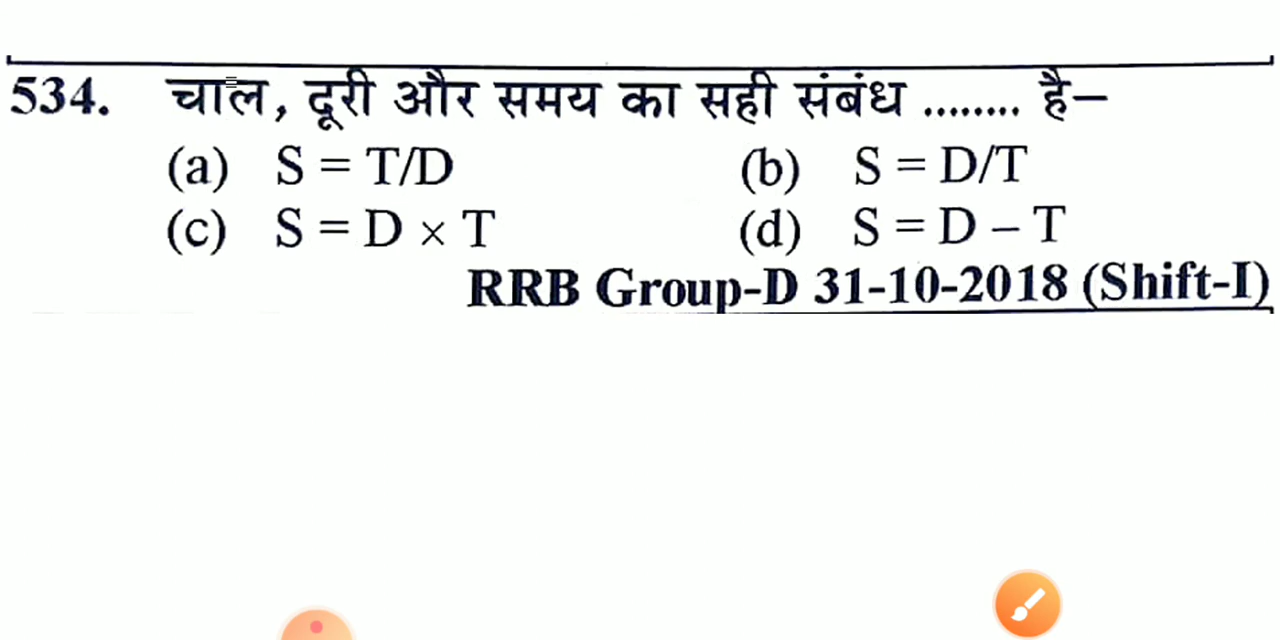 534. चाल, दूरी और समय का सही संबंध ........ है–
(a) S = T/D (b) S = D/T
(c) S = D × T (d) S = D – T
RRB Group-D 31-10-2018 (Shift-I)